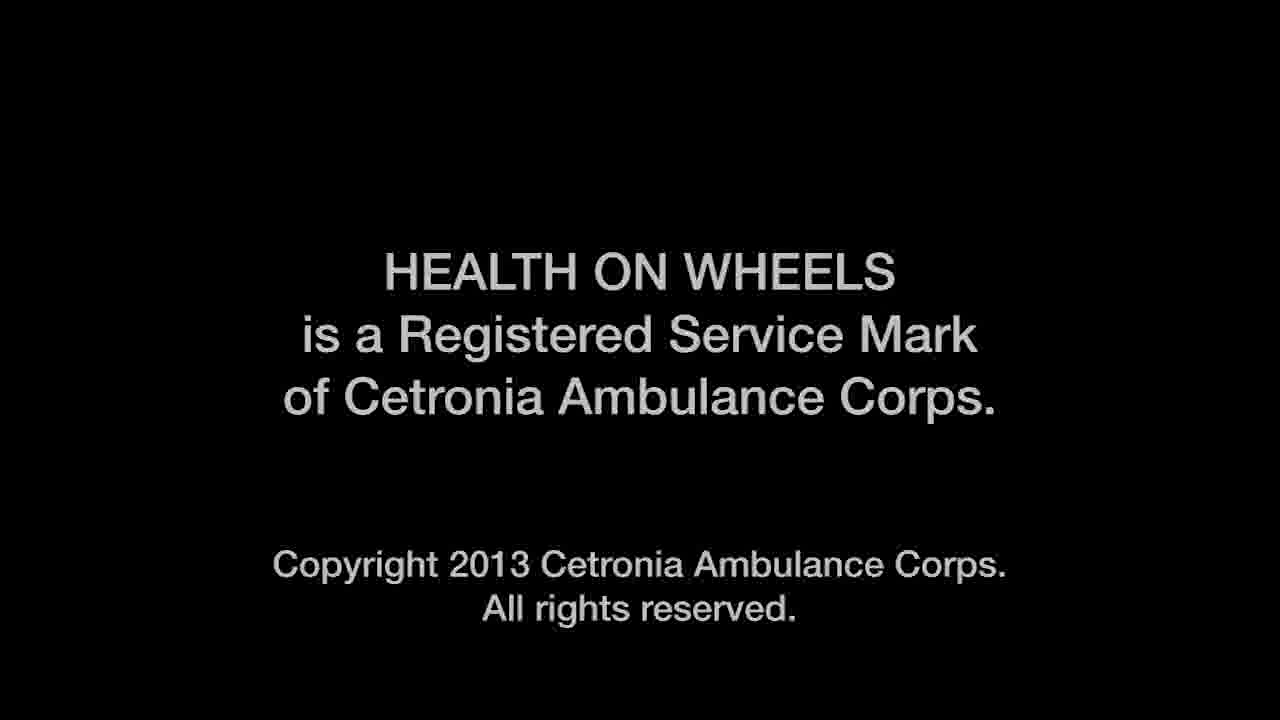 HEALTH ON WHEELS
is a Registered Service Mark
of Cetronia Ambulance Corps.
Copyright 2013 Cetronia Ambulance Corps.
All rights reserved.